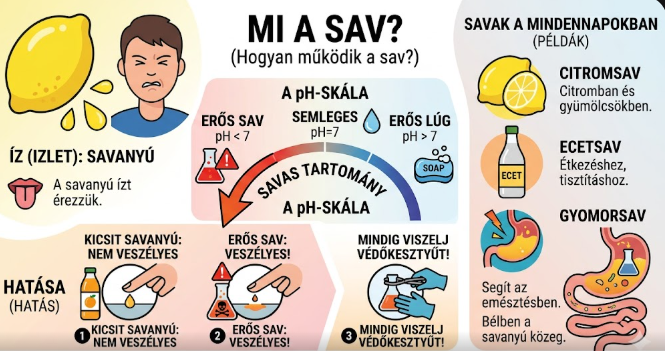 MI A SAV?
(Hogyan működik a sav?)
ÍZ (IZLET): SAVANYÚ
A savanyú ízt
érezzük.
A pH-SKÁLA
ERŐS SAV
pH < 7
SEMLEGES
pH=7
ERŐS LÚG
pH > 7
SOAP
SAVAS TARTOMÁNY
A pH-SKÁLA
SAVAK A MINDENNAPOKBAN
(PÉLDÁK)
CITROMSAV
Citromban és
gyümölcsökben.
ECETSAV
Étkezéshez,
tisztításhoz.
ECET
GYOMORSAV
Segít az
emésztésben.
Bélben a
savanyú közeg.
HATÁSA
(HATÁS)
KICSIT SAVANYÚ:
NEM VESZÉLYES
1 KICSIT SAVANYÚ:
NEM VESZÉLYES
ERŐS SAV:
VESZÉLYES!
2 ERŐS SAV:
VESZÉLYES!
MINDIG VISELJ
VÉDŐKESZTYŰT!
3 MINDIG VISELJ
VÉDŐKESZTYŰT!